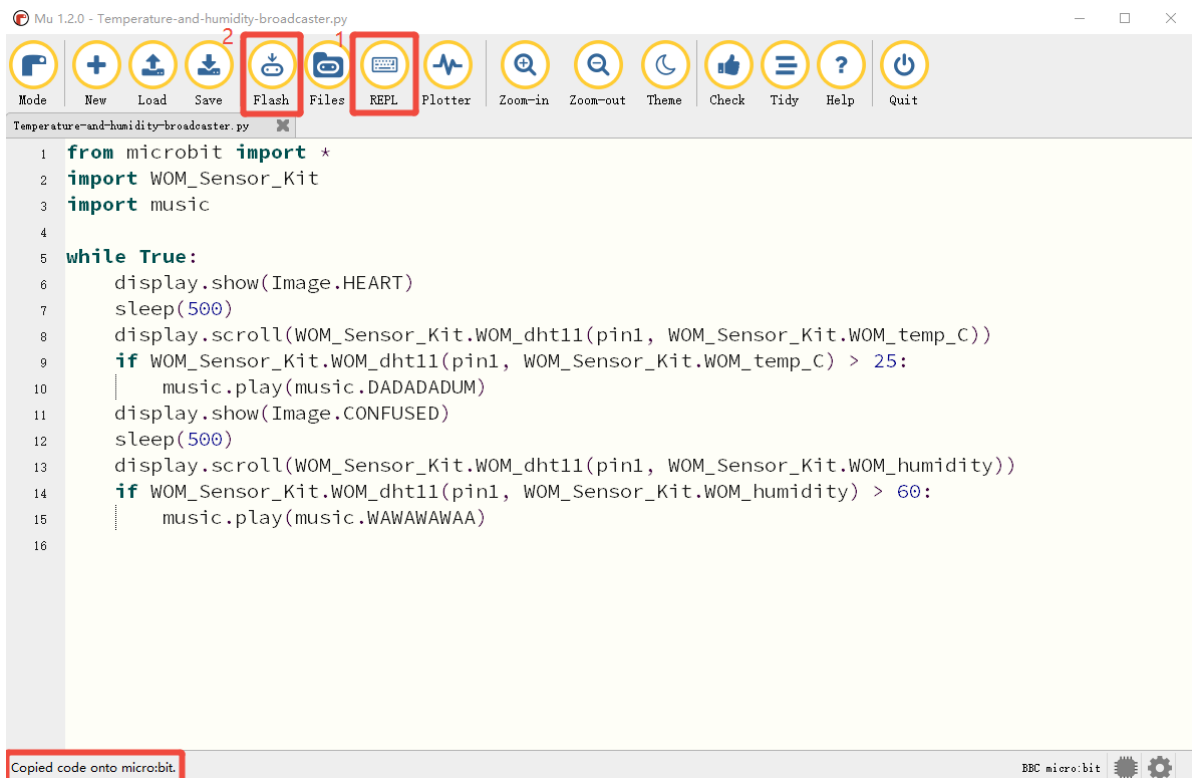 Mu 1.2.0 - Temperature-and-humidity-broadcaster.py
2 1
Mode New Load Save Flash Files REPL Plotter Zoom-in Zoom-out Theme Check Tidy Help Quit
Temperature-and-humidity-broadcaster.py
1 from microbit import *
2 import WOM_Sensor_Kit
3 import music
4
5 while True:
6     display.show(Image.HEART)
7     sleep(500)
8     display.scroll(WOM_Sensor_Kit.WOM_dht11(pin1, WOM_Sensor_Kit.WOM_temp_C))
9     if WOM_Sensor_Kit.WOM_dht11(pin1, WOM_Sensor_Kit.WOM_temp_C) > 25:
10         music.play(music.DADADADUM)
11     display.show(Image.CONFUSED)
12     sleep(500)
13     display.scroll(WOM_Sensor_Kit.WOM_dht11(pin1, WOM_Sensor_Kit.WOM_humidity))
14     if WOM_Sensor_Kit.WOM_dht11(pin1, WOM_Sensor_Kit.WOM_humidity) > 60:
15         music.play(music.WAWAWAWAA)
16
Copied code onto micro:bit. BBC micro:bit